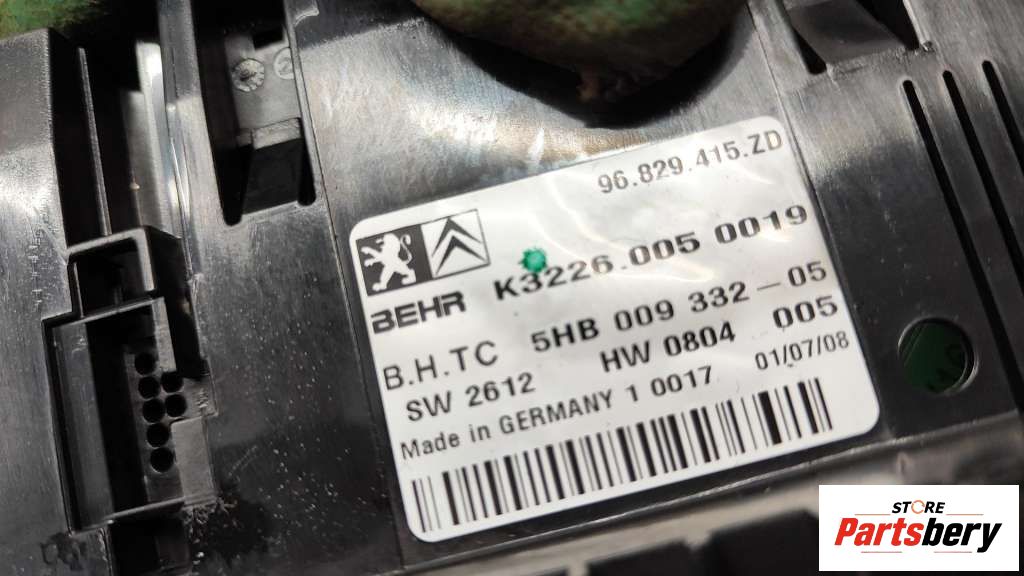 96.829.415.ZD
BEHR K3226.005 0019
B.H.TC 5HB 009 332-05
SW 2612 HW 0804 005
Made in GERMANY 1 0017 01/07/08
STORE
Partsbery